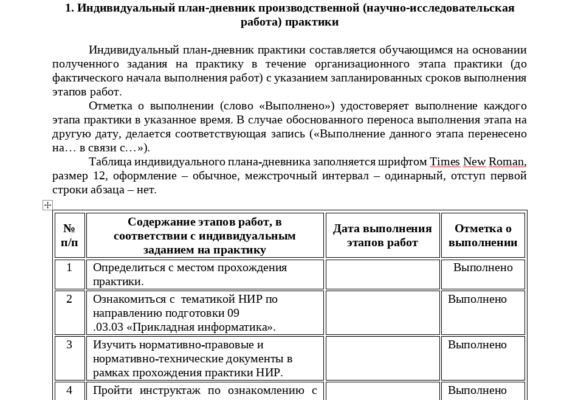 1. Индивидуальный план-дневник производственной (научно-исследовательская
работа) практики
Индивидуальный план-дневник практики составляется обучающимся на основании
полученного задания на практику в течение организационного этапа практики (до
фактического начала выполнения работ) с указанием запланированных сроков выполнения
этапов работ.
Отметка о выполнении (слово «Выполнено») удостоверяет выполнение каждого
этапа практики в указанное время. В случае обоснованного переноса выполнения этапа на
другую дату, делается соответствующая запись («Выполнение данного этапа перенесено
на… в связи с…»).
Таблица индивидуального плана-дневника заполняется шрифтом Times New Roman,
размер 12, оформление – обычное, межстрочный интервал – одинарный, отступ первой
строки абзаца – нет.
№ п/п
Содержание этапов работ, в
соответствии с индивидуальным
заданием на практику
Дата выполнения
этапов работ
Отметка о
выполнении
1 Определиться с местом прохождения Выполнено
практики.
2 Ознакомиться с тематикой НИР по Выполнено
направлению подготовки 09
.03.03 «Прикладная информатика».
3 Изучить нормативно-правовые и Выполнено
нормативно-технические документы в
рамках прохождения практики НИР.
4 Пройти инструктаж по ознакомлению с Выполнено